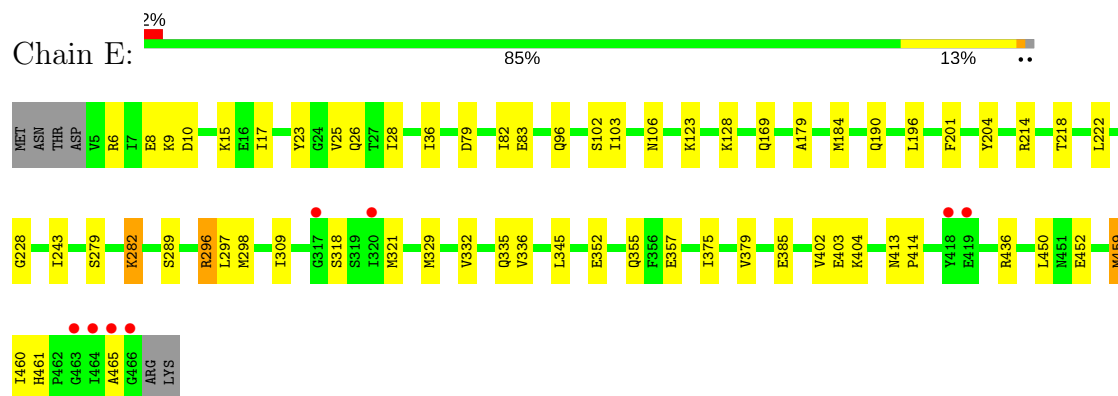 2%
Chain E:
85% 13% ••
MET ASN THR ASP V5 R6 I7 E8 K9 D10 K15 E16 I17 Y23 G24 V25 Q26 T27 I28 I36 D79 I82 E83 Q96 S102 I103 N106 K123 K128 Q169 A179 M184 Q190 L196 F201 Y204 R214 T218 L222
G228 I243 S279 K282 S289 R296 L297 M298 I309 G317 S318 S319 I320 M321 M329 V332 Q335 V336 L345 E352 Q355 F356 E357 I375 V379 E385 V402 E403 K404 N413 P414 Y418 E419 R436 L450 N451 E452
I460 H461 P462 G463 I464 A465 G466 ARG LYS